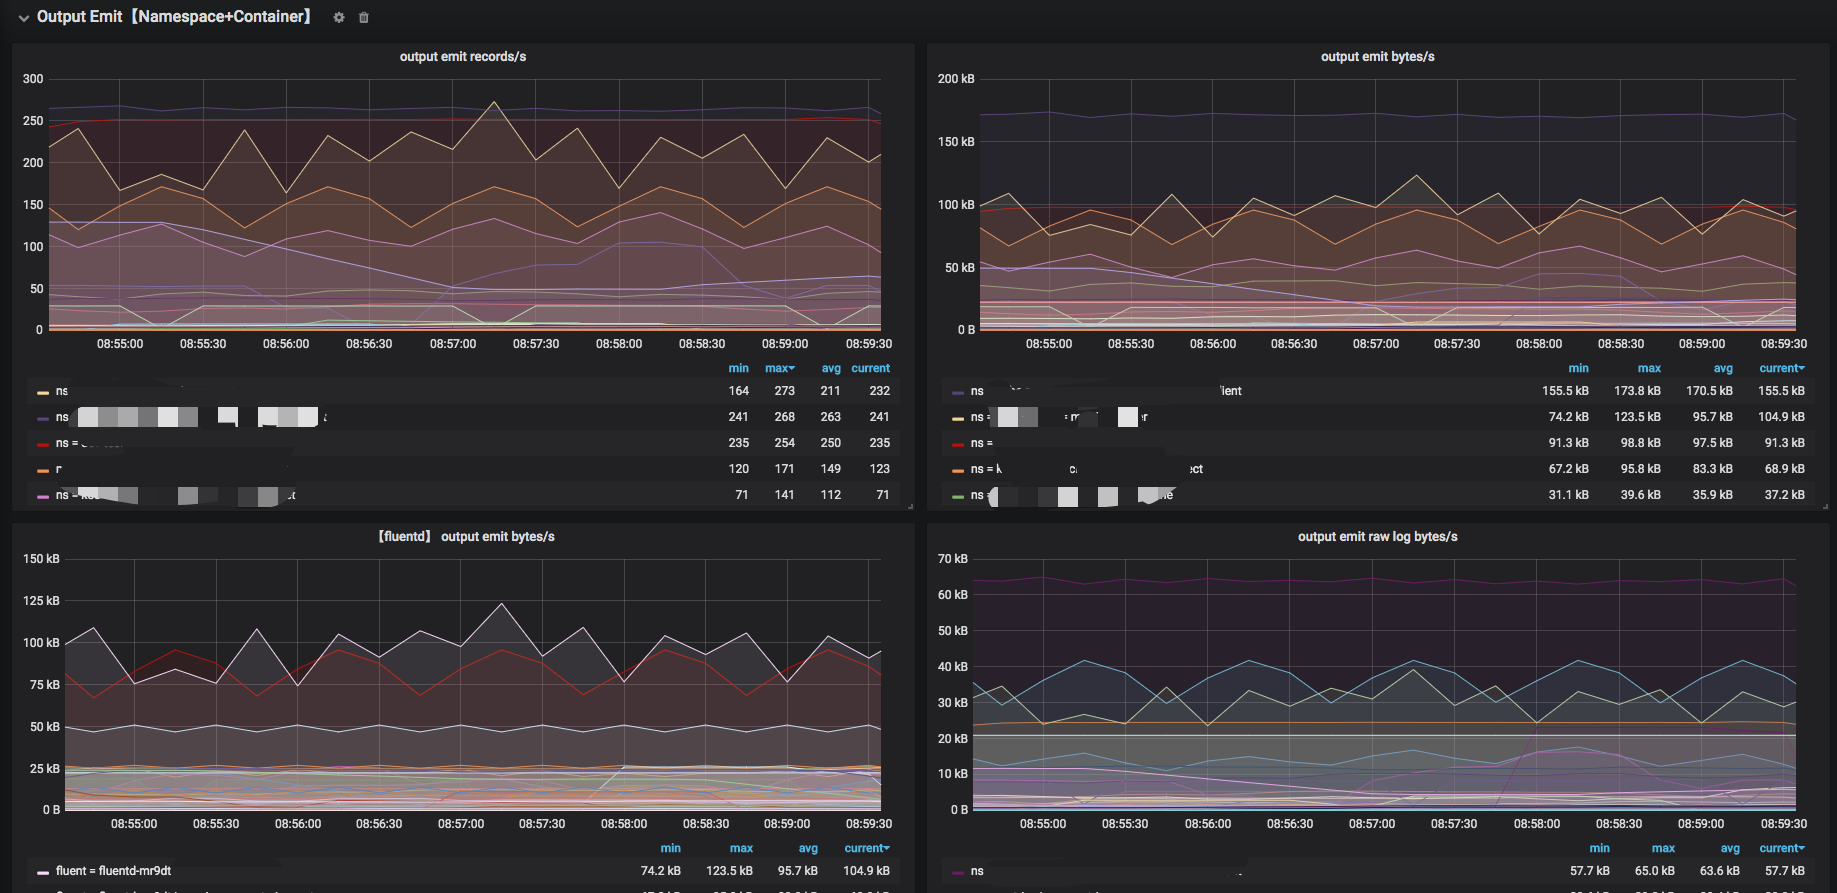 Output Emit【Namespace+Container】
output emit records/s
300
250
200
150
100
50
0
08:55:00 08:55:30 08:56:00 08:56:30 08:57:00 08:57:30 08:58:00 08:58:30 08:59:00 08:59:30
min max avg current
ns 164 273 211 232
ns 241 268 263 241
ns = 235 254 250 235
120 171 149 123
ns = 71 141 112 71
output emit bytes/s
200 kB
150 kB
100 kB
50 kB
0 B
08:55:00 08:55:30 08:56:00 08:56:30 08:57:00 08:57:30 08:58:00 08:58:30 08:59:00 08:59:30
min max avg current
ns 155.5 kB 173.8 kB 170.5 kB 155.5 kB
ns = 74.2 kB 123.5 kB 95.7 kB 104.9 kB
ns = 91.3 kB 98.8 kB 97.5 kB 91.3 kB
ns = 67.2 kB 95.8 kB 83.3 kB 68.9 kB
ns = 31.1 kB 39.6 kB 35.9 kB 37.2 kB
【fluentd】 output emit bytes/s
150 kB
125 kB
100 kB
75 kB
50 kB
25 kB
0 B
08:55:00 08:55:30 08:56:00 08:56:30 08:57:00 08:57:30 08:58:00 08:58:30 08:59:00 08:59:30
min max avg current
fluent = fluentd-mr9dt 74.2 kB 123.5 kB 95.7 kB 104.9 kB
output emit raw log bytes/s
70 kB
60 kB
50 kB
40 kB
30 kB
20 kB
10 kB
0 B
08:55:00 08:55:30 08:56:00 08:56:30 08:57:00 08:57:30 08:58:00 08:58:30 08:59:00 08:59:30
min max avg current
ns 57.7 kB 65.0 kB 63.6 kB 57.7 kB